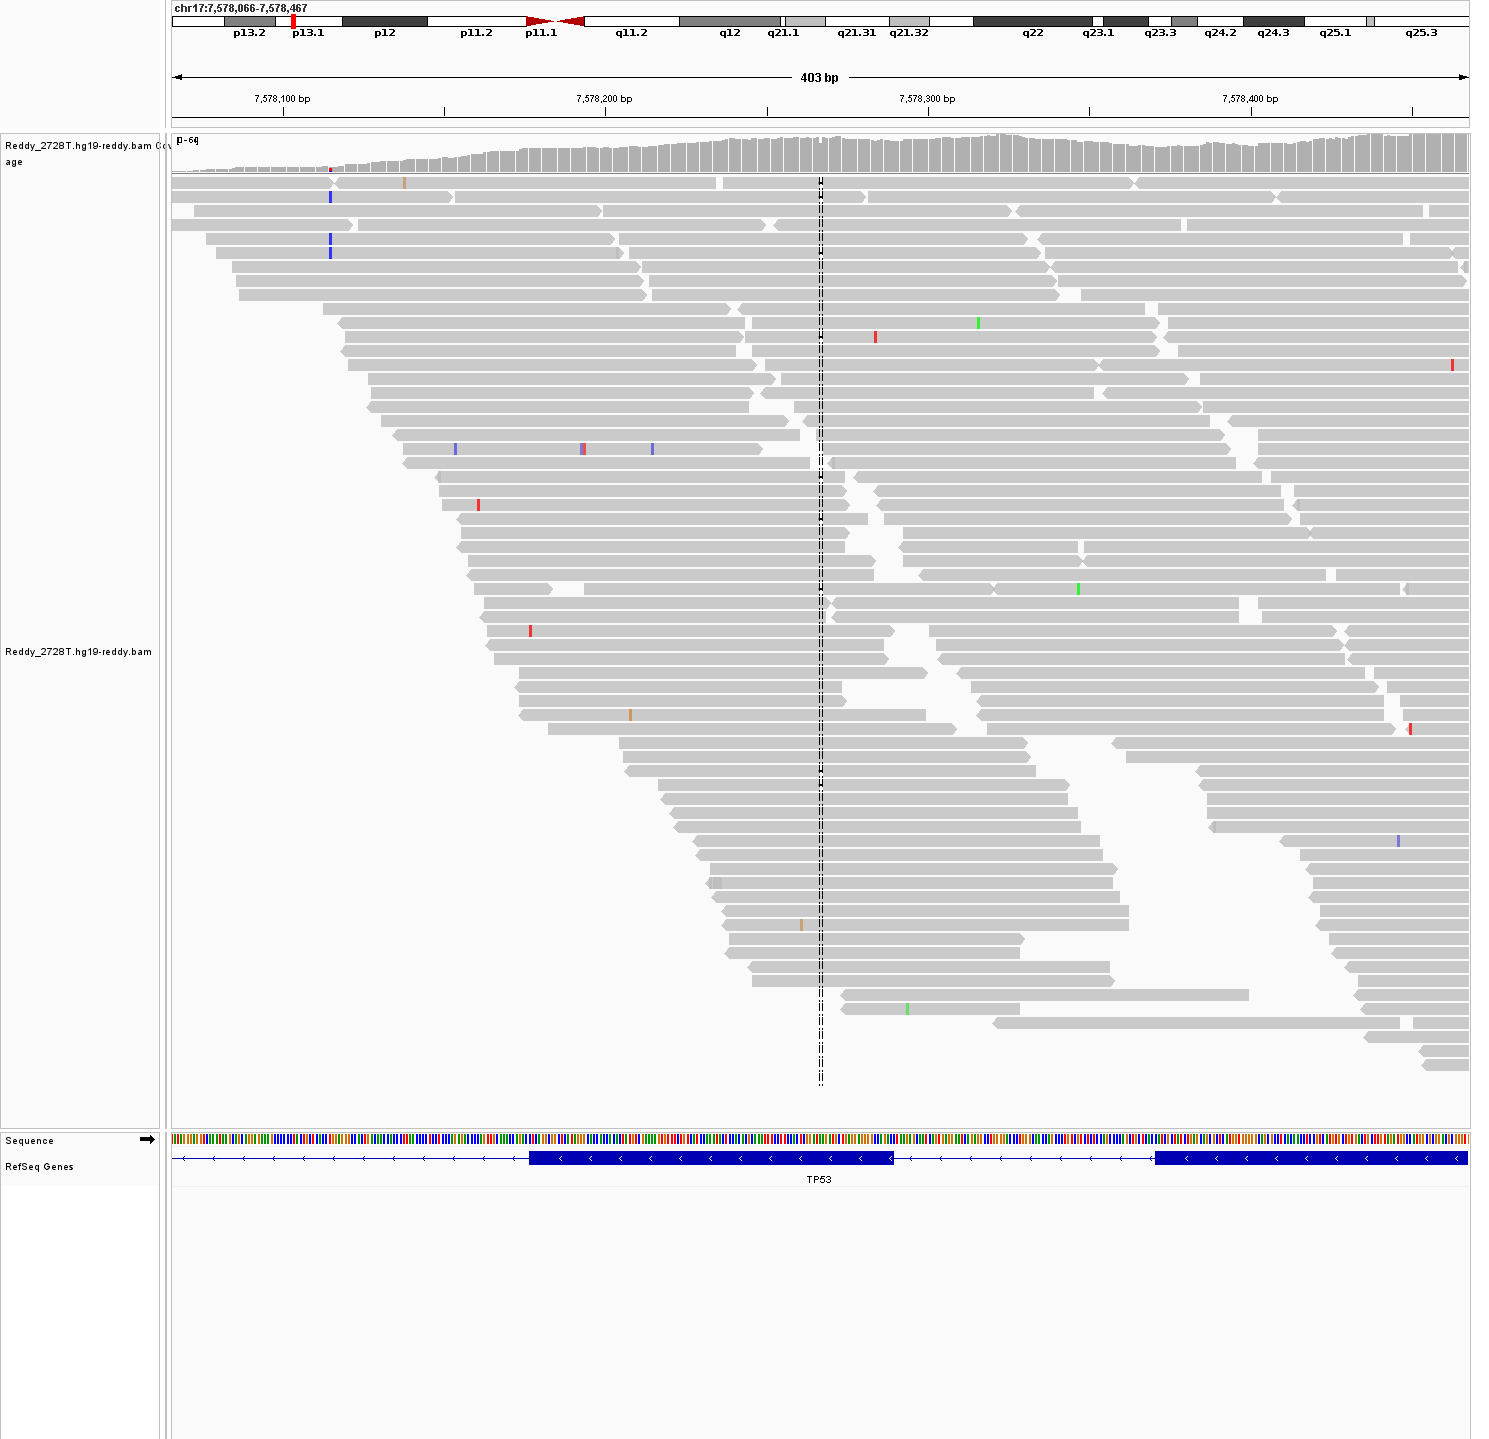 chr17:7,578,066-7,578,467
p13.2 p13.1 p12 p11.2 p11.1 q11.2 q12 q21.1 q21.31 q21.32 q22 q23.1 q23.3 q24.2 q24.3 q25.1 q25.3
403 bp
7,578,100 bp 7,578,200 bp 7,578,300 bp 7,578,400 bp
Reddy_2728T.hg19-reddy.bam Cov
age
Reddy_2728T.hg19-reddy.bam
Sequence
RefSeq Genes
TP53